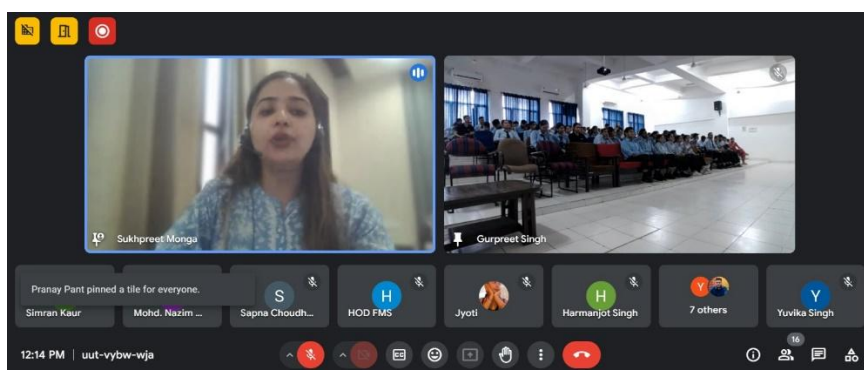 Sukhpreet Monga
Gurpreet Singh
Pranay Pant pinned a tile for everyone.
Simran Kaur
Mohd. Nazim ...
S
Sapna Choudh...
H
HOD FMS
Jyoti
H
Harmanjot Singh
Y
7 others
Y
Yuvika Singh
12:14 PM | uut-vybw-wja
CC
16